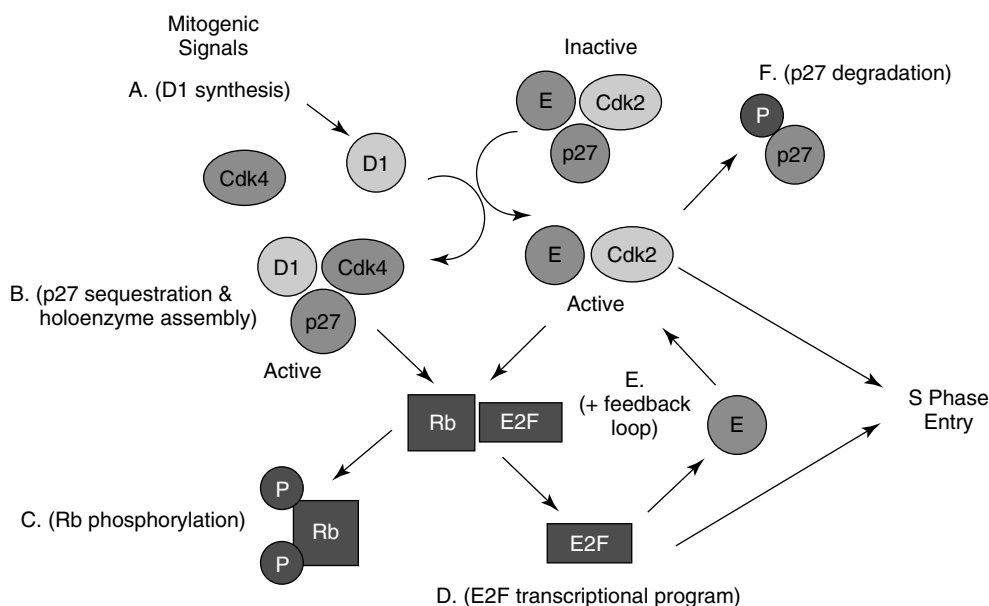 Mitogenic
Signals
A. (D1 synthesis)
D1
Cdk4
Inactive
E
Cdk2
p27
F. (p27 degradation)
P
p27
D1
Cdk4
p27
B. (p27 sequestration &
holoenzyme assembly)
Active
E
Cdk2
Active
Rb
E2F
E.
(+ feedback
loop)
E
S Phase
Entry
C. (Rb phosphorylation)
P
Rb
P
E2F
D. (E2F transcriptional program)